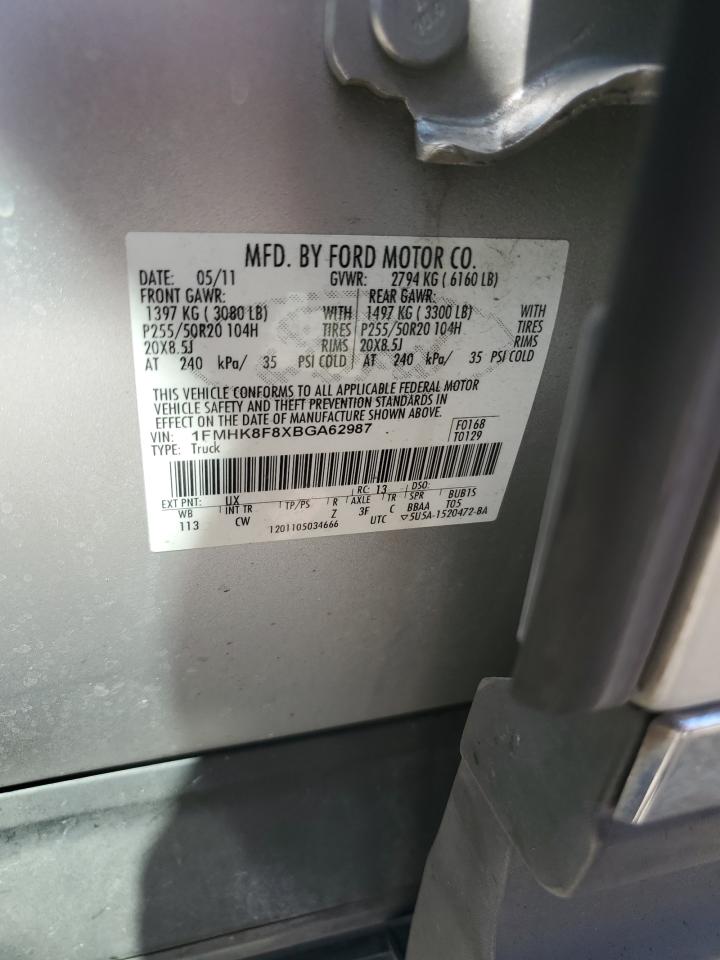 MFD. BY FORD MOTOR CO.
DATE: 05/11 GVWR: 2794 KG ( 6160 LB)
FRONT GAWR: REAR GAWR:
1397 KG ( 3080 LB) WITH 1497 KG ( 3300 LB) WITH
P255/50R20 104H TIRES P255/50R20 104H TIRES
20X8.5J RIMS 20X8.5J RIMS
AT 240 kPa/ 35 PSI COLD AT 240 kPa/ 35 PSI COLD
THIS VEHICLE CONFORMS TO ALL APPLICABLE FEDERAL MOTOR
VEHICLE SAFETY AND THEFT PREVENTION STANDARDS IN
EFFECT ON THE DATE OF MANUFACTURE SHOWN ABOVE.
VIN: 1FMHK8F8XBGA62987 F0168
TYPE: Truck T0129
EXT PNT: UX RC: 13 DSO:
WB INT TR TP/PS R AXLE TR SPR BUB15
113 CW Z 3F C BBAA T05
1201105034666 UTC ▽5U5A-1520472-BA